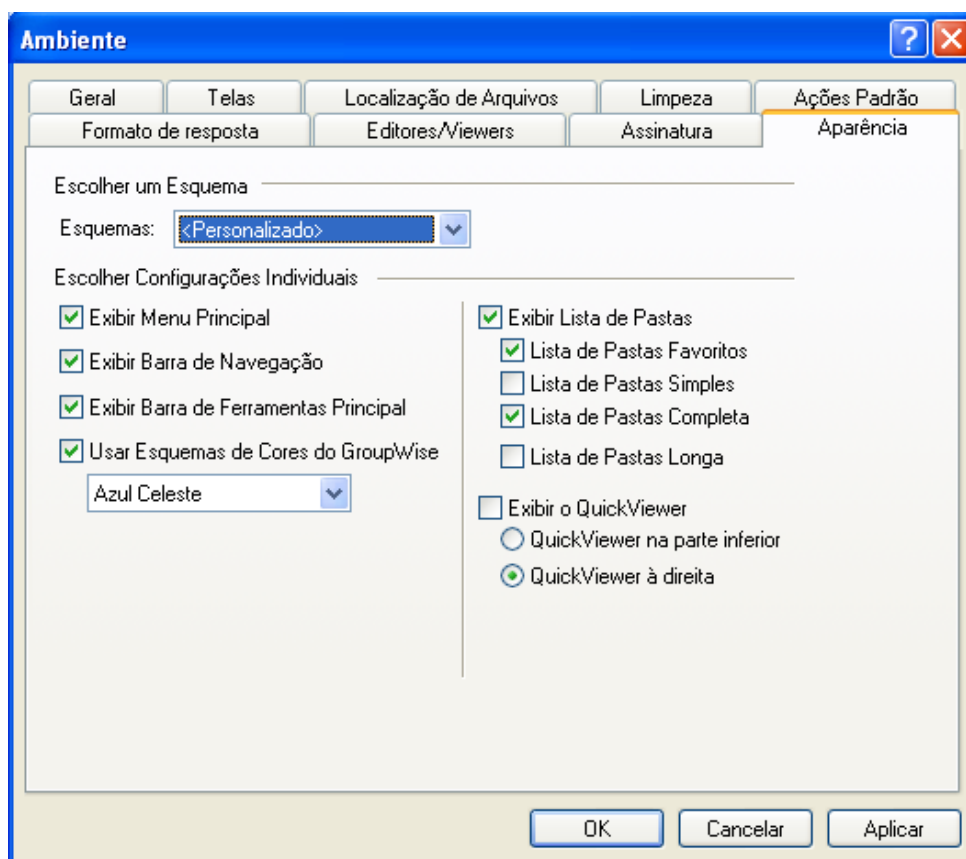 Ambiente
Geral Telas Localização de Arquivos Limpeza Ações Padrão
Formato de resposta Editores/Viewers Assinatura Aparência
Escolher um Esquema
Esquemas: <Personalizado>
Escolher Configurações Individuais
Exibir Menu Principal
Exibir Barra de Navegação
Exibir Barra de Ferramentas Principal
Usar Esquemas de Cores do GroupWise
Azul Celeste
Exibir Lista de Pastas
Lista de Pastas Favoritos
Lista de Pastas Simples
Lista de Pastas Completa
Lista de Pastas Longa
Exibir o QuickViewer
QuickViewer na parte inferior
QuickViewer à direita
OK Cancelar Aplicar